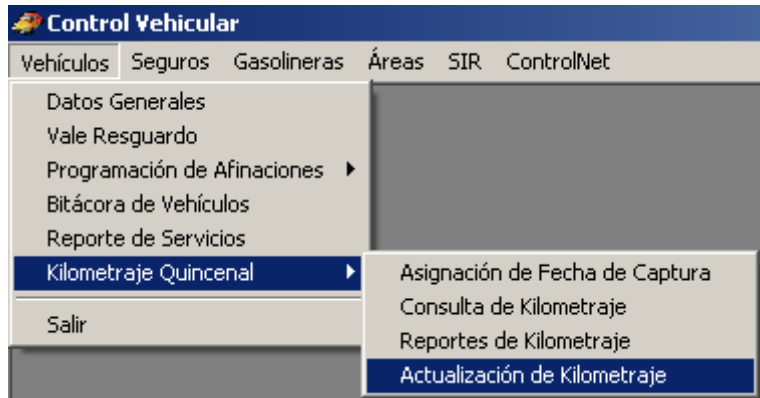 Control Vehicular
Vehículos Seguros Gasolineras Áreas SIR ControlNet
Datos Generales
Vale Resguardo
Programación de Afinaciones
Bitácora de Vehículos
Reporte de Servicios
Kilometraje Quincenal
Salir
Asignación de Fecha de Captura
Consulta de Kilometraje
Reportes de Kilometraje
Actualización de Kilometraje